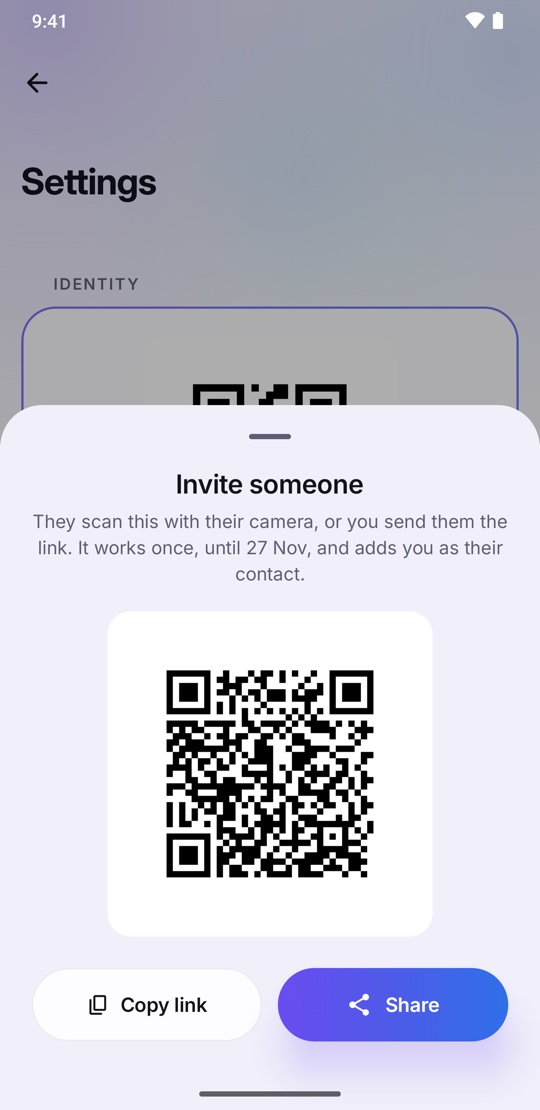 9:41
Settings
IDENTITY
Invite someone
They scan this with their camera, or you send them the
link. It works once, until 27 Nov, and adds you as their
contact.
Copy link
Share